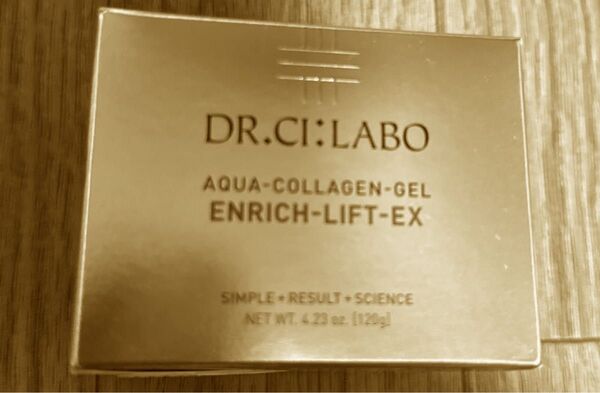 DR.CI:LABO
AQUA-COLLAGEN-GEL
ENRICH-LIFT-EX
SIMPLE + RESULT + SCIENCE
NET WT. 4.23 oz. [120g]